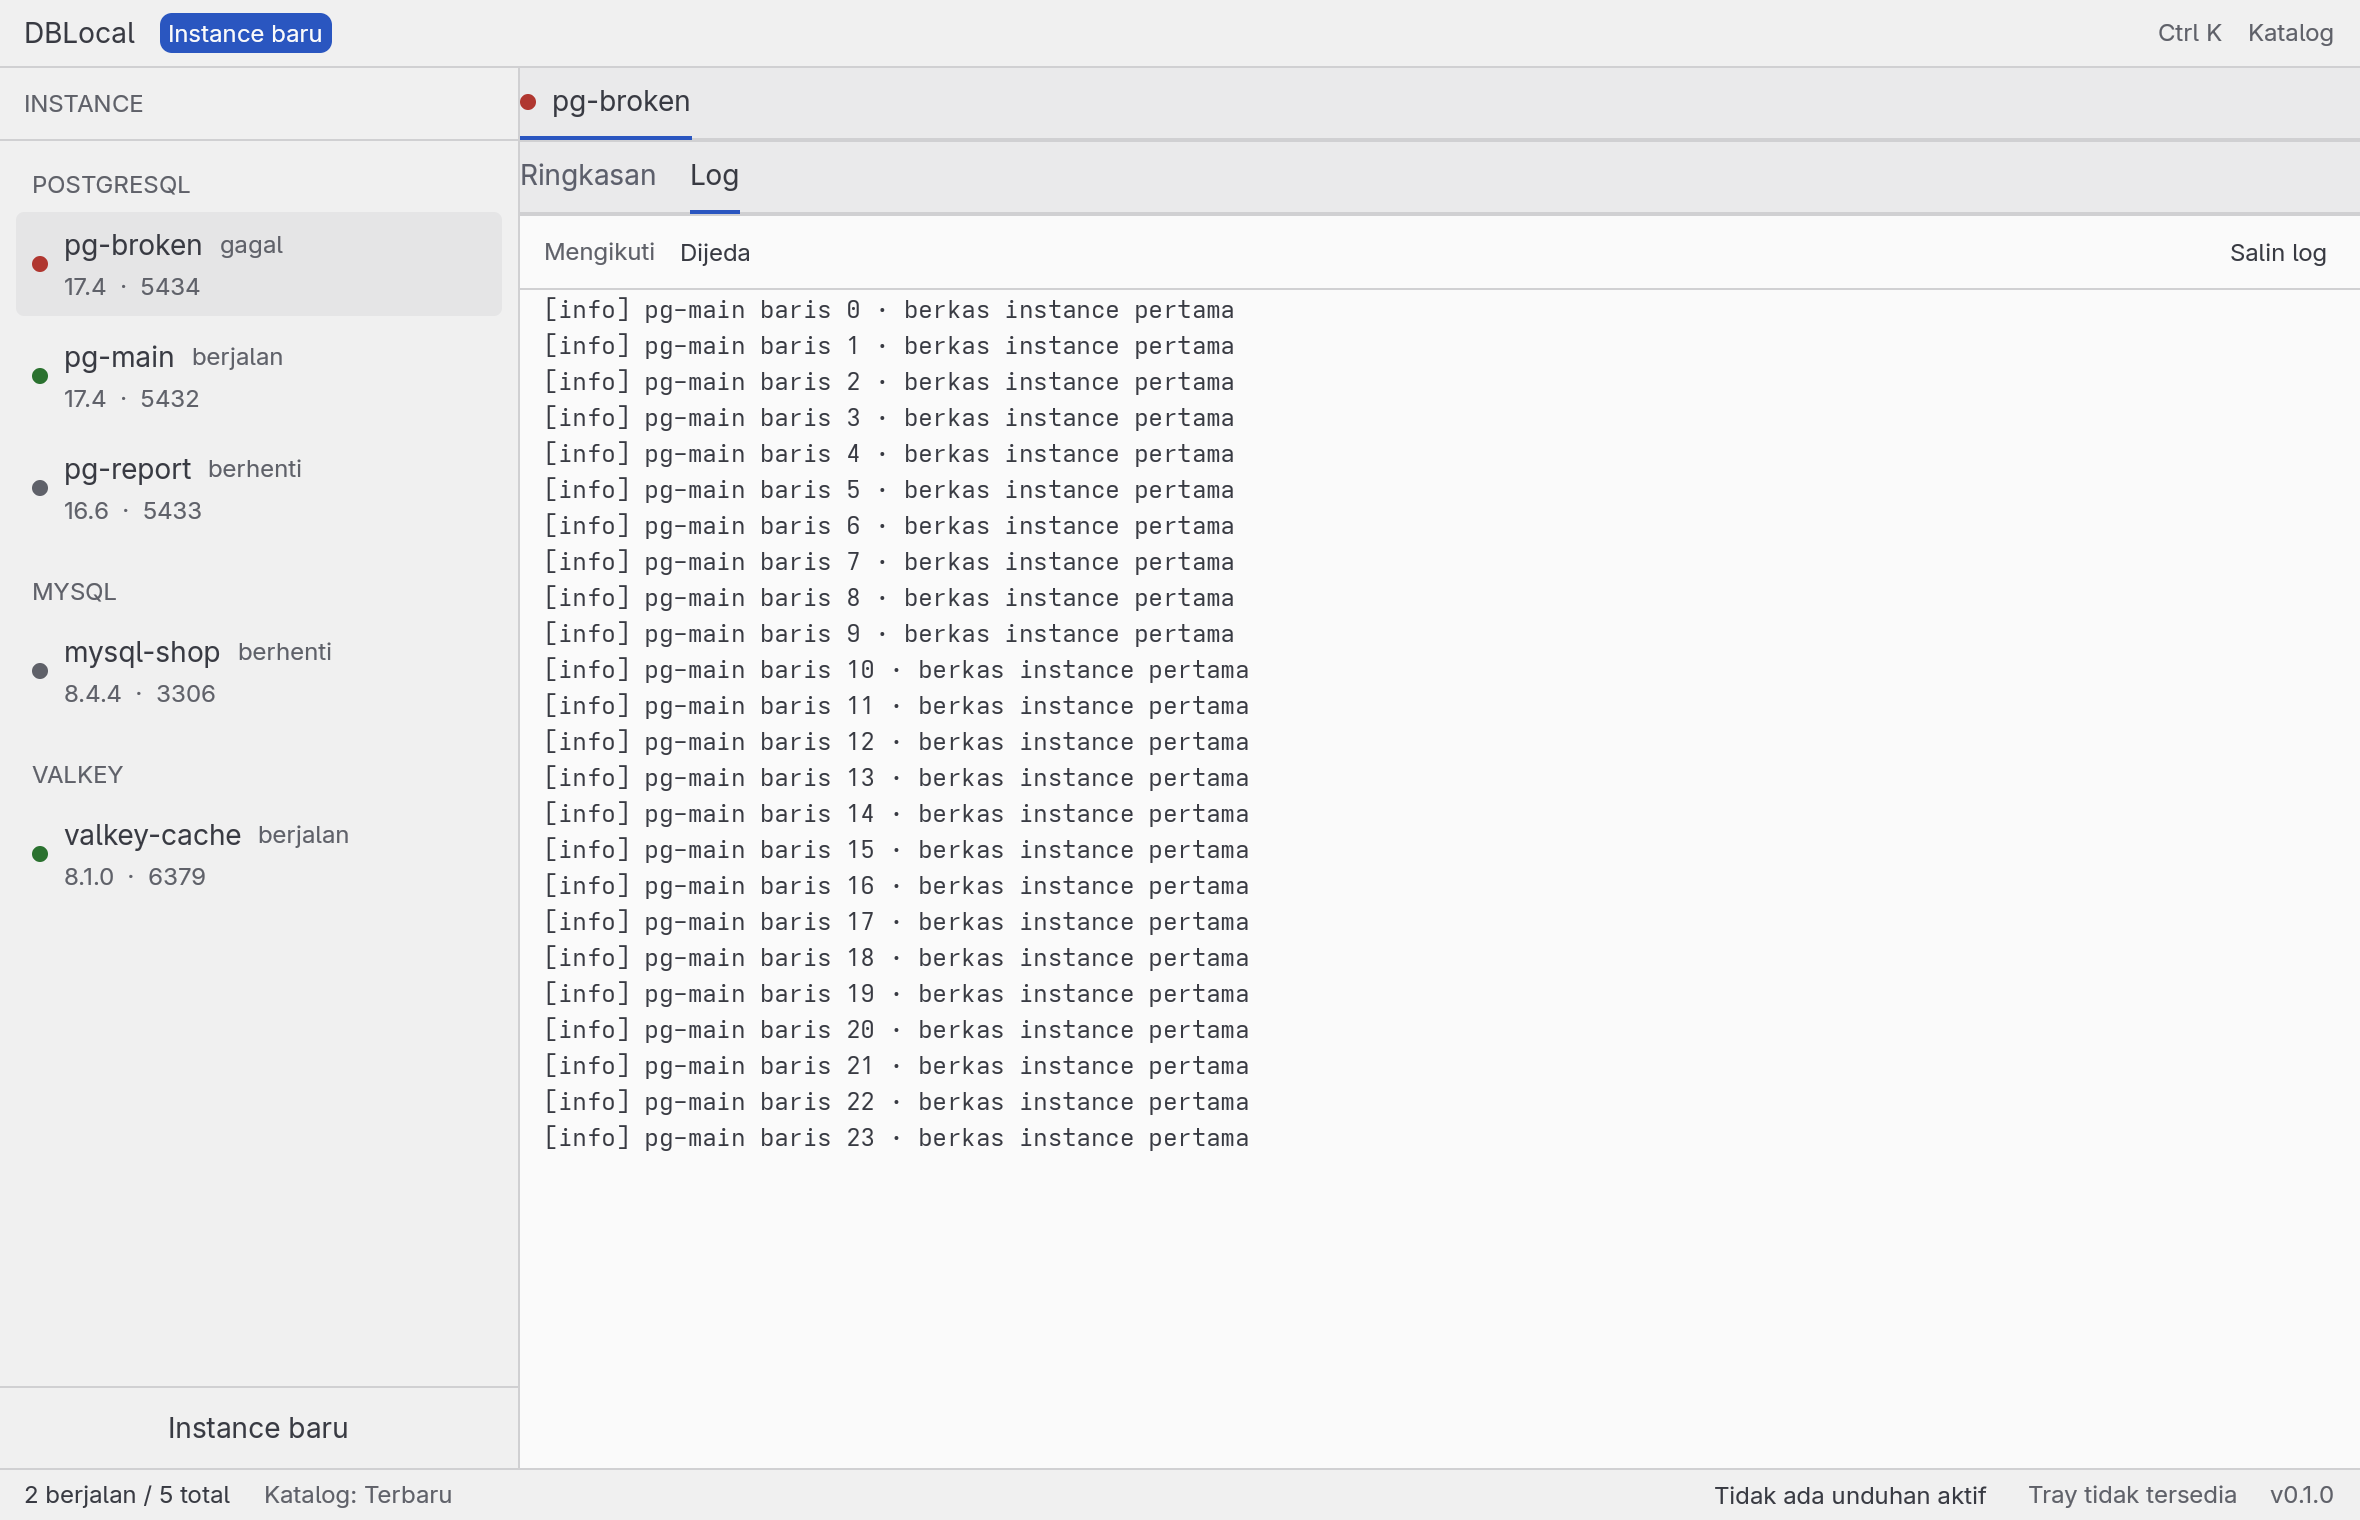 DBLocal
Instance baru
Ctrl K
Katalog
INSTANCE
POSTGRESQL
pg-broken gagal
17.4 · 5434
pg-main berjalan
17.4 · 5432
pg-report berhenti
16.6 · 5433
MYSQL
mysql-shop berhenti
8.4.4 · 3306
VALKEY
valkey-cache berjalan
8.1.0 · 6379
Instance baru
pg-broken
Ringkasan
Log
Mengikuti
Dijeda
Salin log
[info] pg-main baris 0 · berkas instance pertama
[info] pg-main baris 1 · berkas instance pertama
[info] pg-main baris 2 · berkas instance pertama
[info] pg-main baris 3 · berkas instance pertama
[info] pg-main baris 4 · berkas instance pertama
[info] pg-main baris 5 · berkas instance pertama
[info] pg-main baris 6 · berkas instance pertama
[info] pg-main baris 7 · berkas instance pertama
[info] pg-main baris 8 · berkas instance pertama
[info] pg-main baris 9 · berkas instance pertama
[info] pg-main baris 10 · berkas instance pertama
[info] pg-main baris 11 · berkas instance pertama
[info] pg-main baris 12 · berkas instance pertama
[info] pg-main baris 13 · berkas instance pertama
[info] pg-main baris 14 · berkas instance pertama
[info] pg-main baris 15 · berkas instance pertama
[info] pg-main baris 16 · berkas instance pertama
[info] pg-main baris 17 · berkas instance pertama
[info] pg-main baris 18 · berkas instance pertama
[info] pg-main baris 19 · berkas instance pertama
[info] pg-main baris 20 · berkas instance pertama
[info] pg-main baris 21 · berkas instance pertama
[info] pg-main baris 22 · berkas instance pertama
[info] pg-main baris 23 · berkas instance pertama
2 berjalan / 5 total
Katalog: Terbaru
Tidak ada unduhan aktif
Tray tidak tersedia
v0.1.0